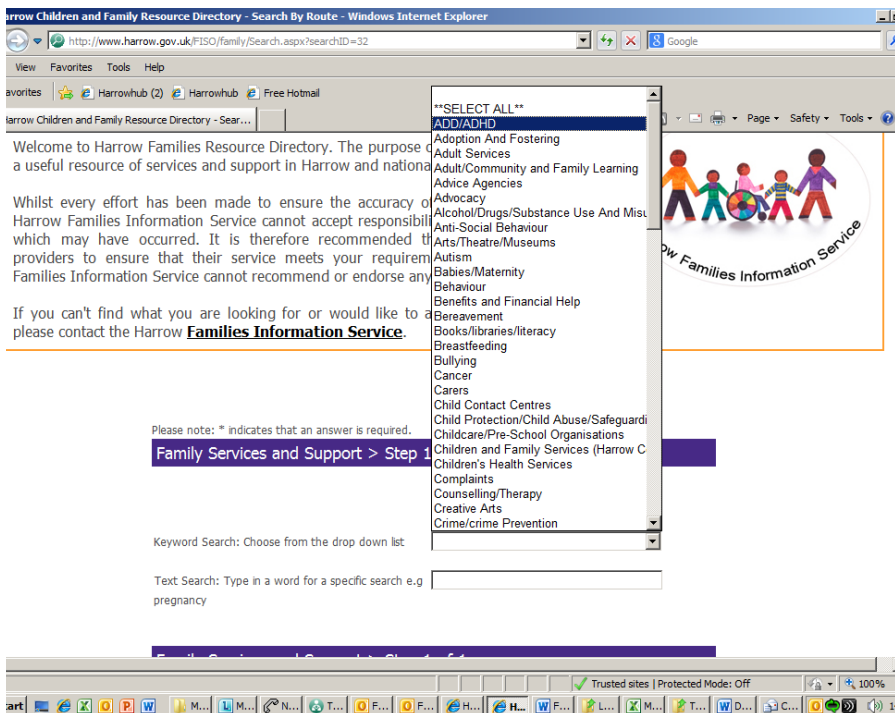 arrow Children and Family Resource Directory - Search By Route - Windows Internet Explorer
http://www.harrow.gov.uk/FISO/family/Search.aspx?searchID=32
Google
View Favorites Tools Help
avorites Harrowhub (2) Harrowhub Free Hotmail
Harrow Children and Family Resource Directory - Sear...
Page Safety Tools
Welcome to Harrow Families Resource Directory. The purpose
a useful resource of services and support in Harrow and nationa
Whilst every effort has been made to ensure the accuracy
Harrow Families Information Service cannot accept responsibili
which may have occurred. It is therefore recommended th
providers to ensure that their service meets your requirem
Families Information Service cannot recommend or endorse any
If you can't find what you are looking for or would like to a
please contact the Harrow Families Information Service.
ow Families Information Service
**SELECT ALL**
ADD/ADHD
Adoption And Fostering
Adult Services
Adult/Community and Family Learning
Advice Agencies
Advocacy
Alcohol/Drugs/Substance Use And Misu
Anti-Social Behaviour
Arts/Theatre/Museums
Autism
Babies/Maternity
Behaviour
Benefits and Financial Help
Bereavement
Books/libraries/literacy
Breastfeeding
Bullying
Cancer
Carers
Child Contact Centres
Child Protection/Child Abuse/Safeguardi
Childcare/Pre-School Organisations
Children and Family Services (Harrow C
Children's Health Services
Complaints
Counselling/Therapy
Creative Arts
Crime/crime Prevention
Please note: * indicates that an answer is required.
Family Services and Support > Step 1
Keyword Search: Choose from the drop down list
Text Search: Type in a word for a specific search e.g
pregnancy
Family Services and Support > Step 1 of 1
Trusted sites | Protected Mode: Off
100%
tart M... M... N... T... F... F... H... H... F... L... M... T... D... C...